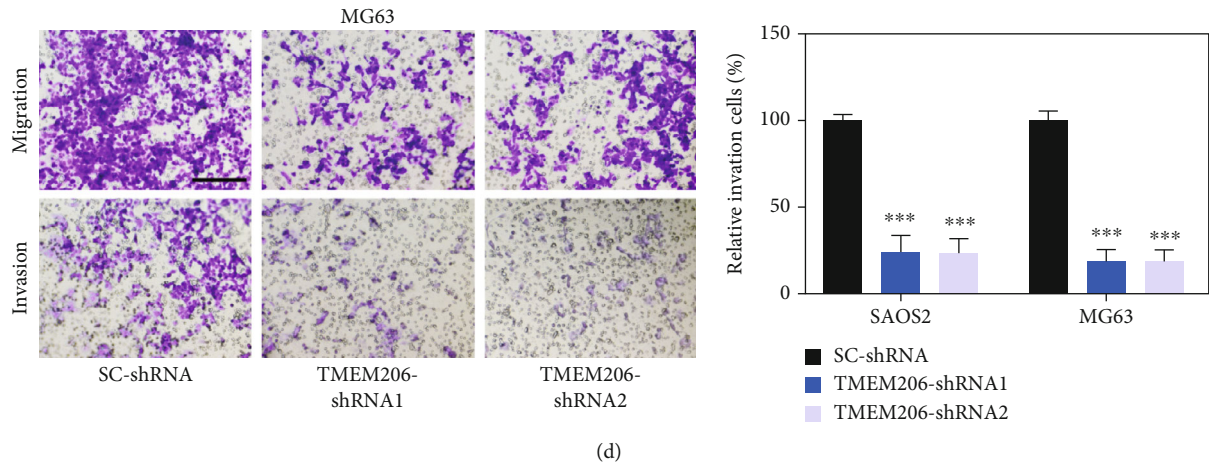 MG63
Migration
Invasion
SC-shRNA
TMEM206-
shRNA1
TMEM206-
shRNA2
Relative invation cells (%)
150
100
50
0
***
***
***
***
SAOS2
MG63
SC-shRNA
TMEM206-shRNA1
TMEM206-shRNA2
(d)